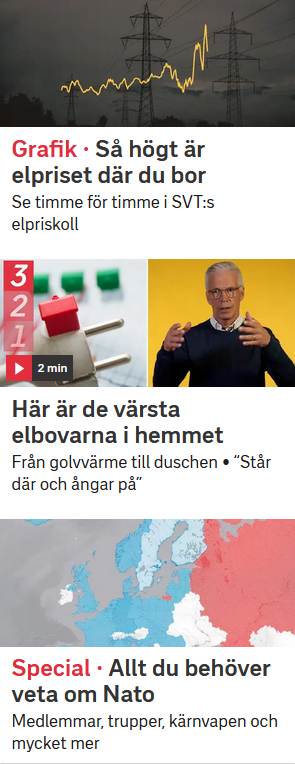 Grafik · Så högt är
elpriset där du bor
Se timme för timme i SVT:s
elpriskoll
3
2
1
2 min
Här är de värsta
elbovarna i hemmet
Från golvvärme till duschen • ”Står
där och ångar på”
Special · Allt du behöver
veta om Nato
Medlemmar, trupper, kärnvapen och
mycket mer